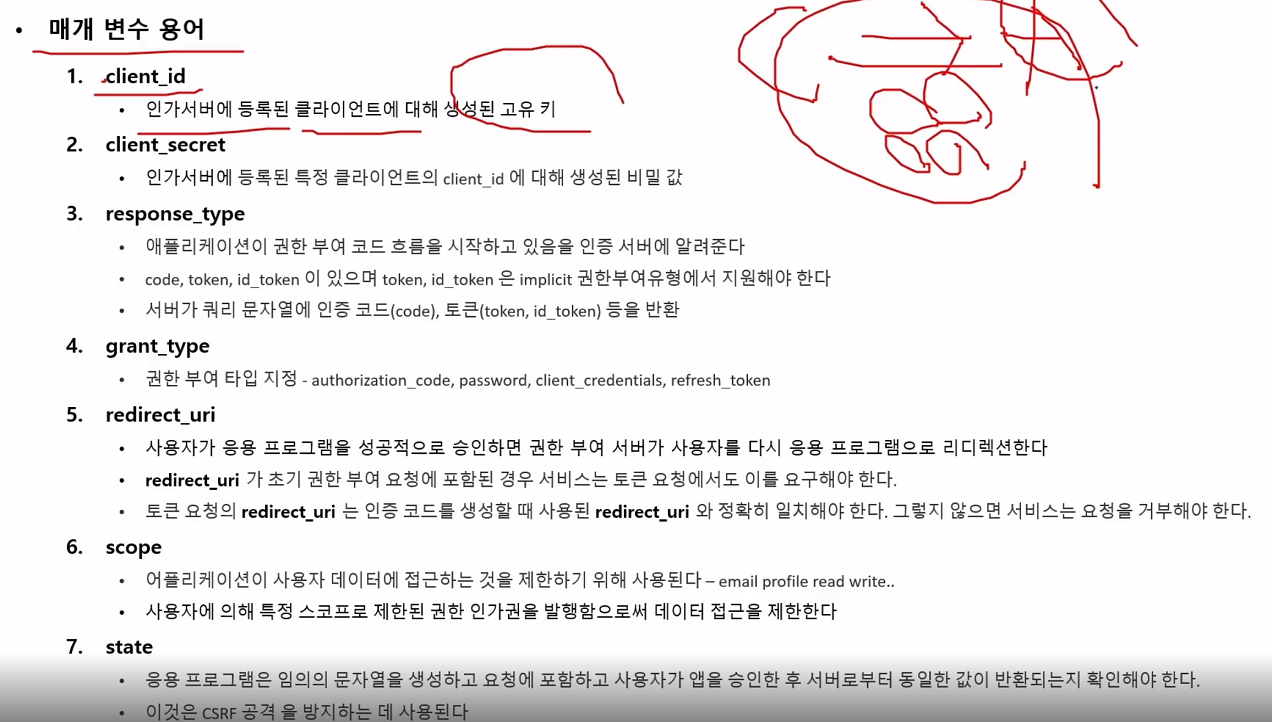 • 매개 변수 용어
1. client_id
• 인가서버에 등록된 클라이언트에 대해 생성된 고유 키
2. client_secret
• 인가서버에 등록된 특정 클라이언트의 client_id 에 대해 생성된 비밀 값
3. response_type
• 애플리케이션이 권한 부여 코드 흐름을 시작하고 있음을 인증 서버에 알려준다
• code, token, id_token 이 있으며 token, id_token 은 implicit 권한부여유형에서 지원해야 한다
• 서버가 쿼리 문자열에 인증 코드(code), 토큰(token, id_token) 등을 반환
4. grant_type
• 권한 부여 타입 지정 - authorization_code, password, client_credentials, refresh_token
5. redirect_uri
• 사용자가 응용 프로그램을 성공적으로 승인하면 권한 부여 서버가 사용자를 다시 응용 프로그램으로 리디렉션한다
• redirect_uri 가 초기 권한 부여 요청에 포함된 경우 서비스는 토큰 요청에서도 이를 요구해야 한다.
• 토큰 요청의 redirect_uri 는 인증 코드를 생성할 때 사용된 redirect_uri 와 정확히 일치해야 한다. 그렇지 않으면 서비스는 요청을 거부해야 한다.
6. scope
• 어플리케이션이 사용자 데이터에 접근하는 것을 제한하기 위해 사용된다 – email profile read write..
• 사용자에 의해 특정 스코프로 제한된 권한 인가권을 발행함으로써 데이터 접근을 제한한다
7. state
• 응용 프로그램은 임의의 문자열을 생성하고 요청에 포함하고 사용자가 앱을 승인한 후 서버로부터 동일한 값이 반환되는지 확인해야 한다.
• 이것은 CSRF 공격 을 방지하는 데 사용된다